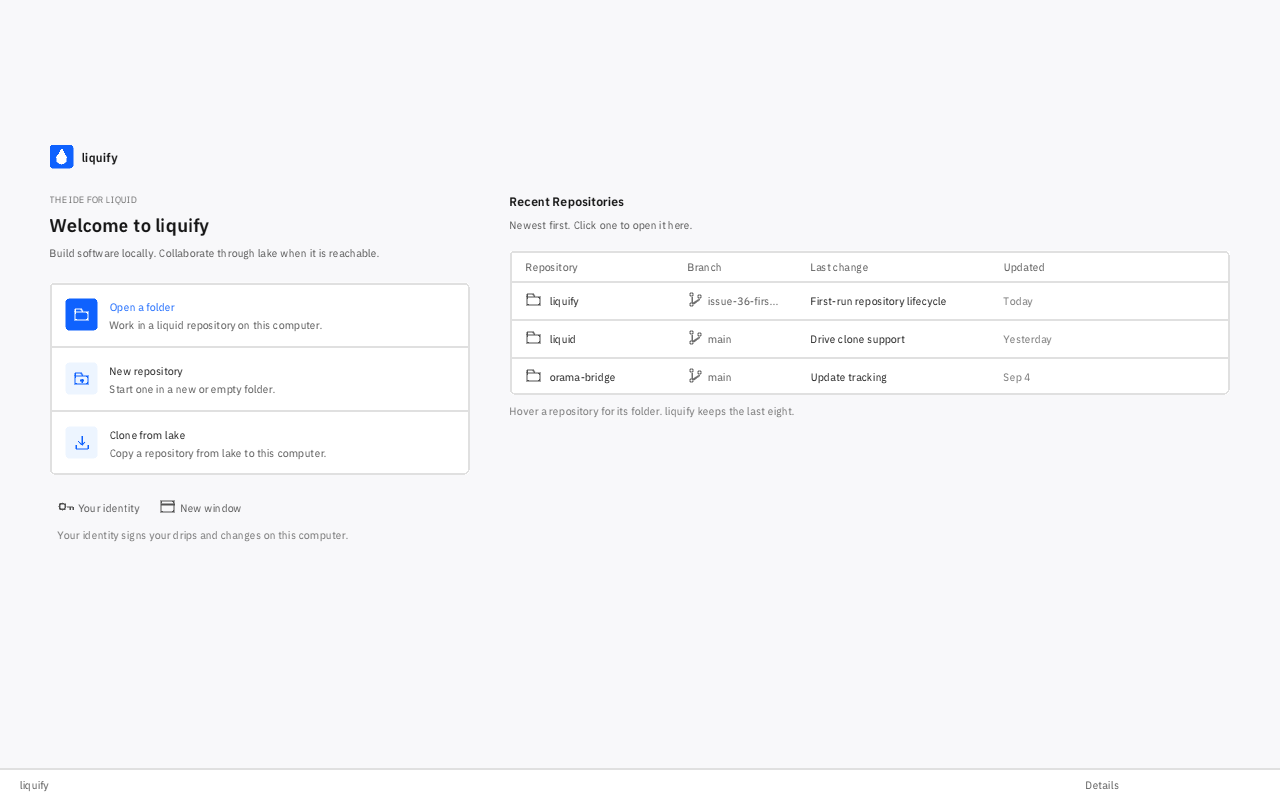 liquify
THE IDE FOR LIQUID
Welcome to liquify
Build software locally. Collaborate through lake when it is reachable.
Open a folder
Work in a liquid repository on this computer.
New repository
Start one in a new or empty folder.
Clone from lake
Copy a repository from lake to this computer.
Your identity New window
Your identity signs your drips and changes on this computer.
Recent Repositories
Newest first. Click one to open it here.
Repository Branch Last change Updated
liquify issue-36-firs... First-run repository lifecycle Today
liquid main Drive clone support Yesterday
orama-bridge main Update tracking Sep 4
Hover a repository for its folder. liquify keeps the last eight.
liquify Details